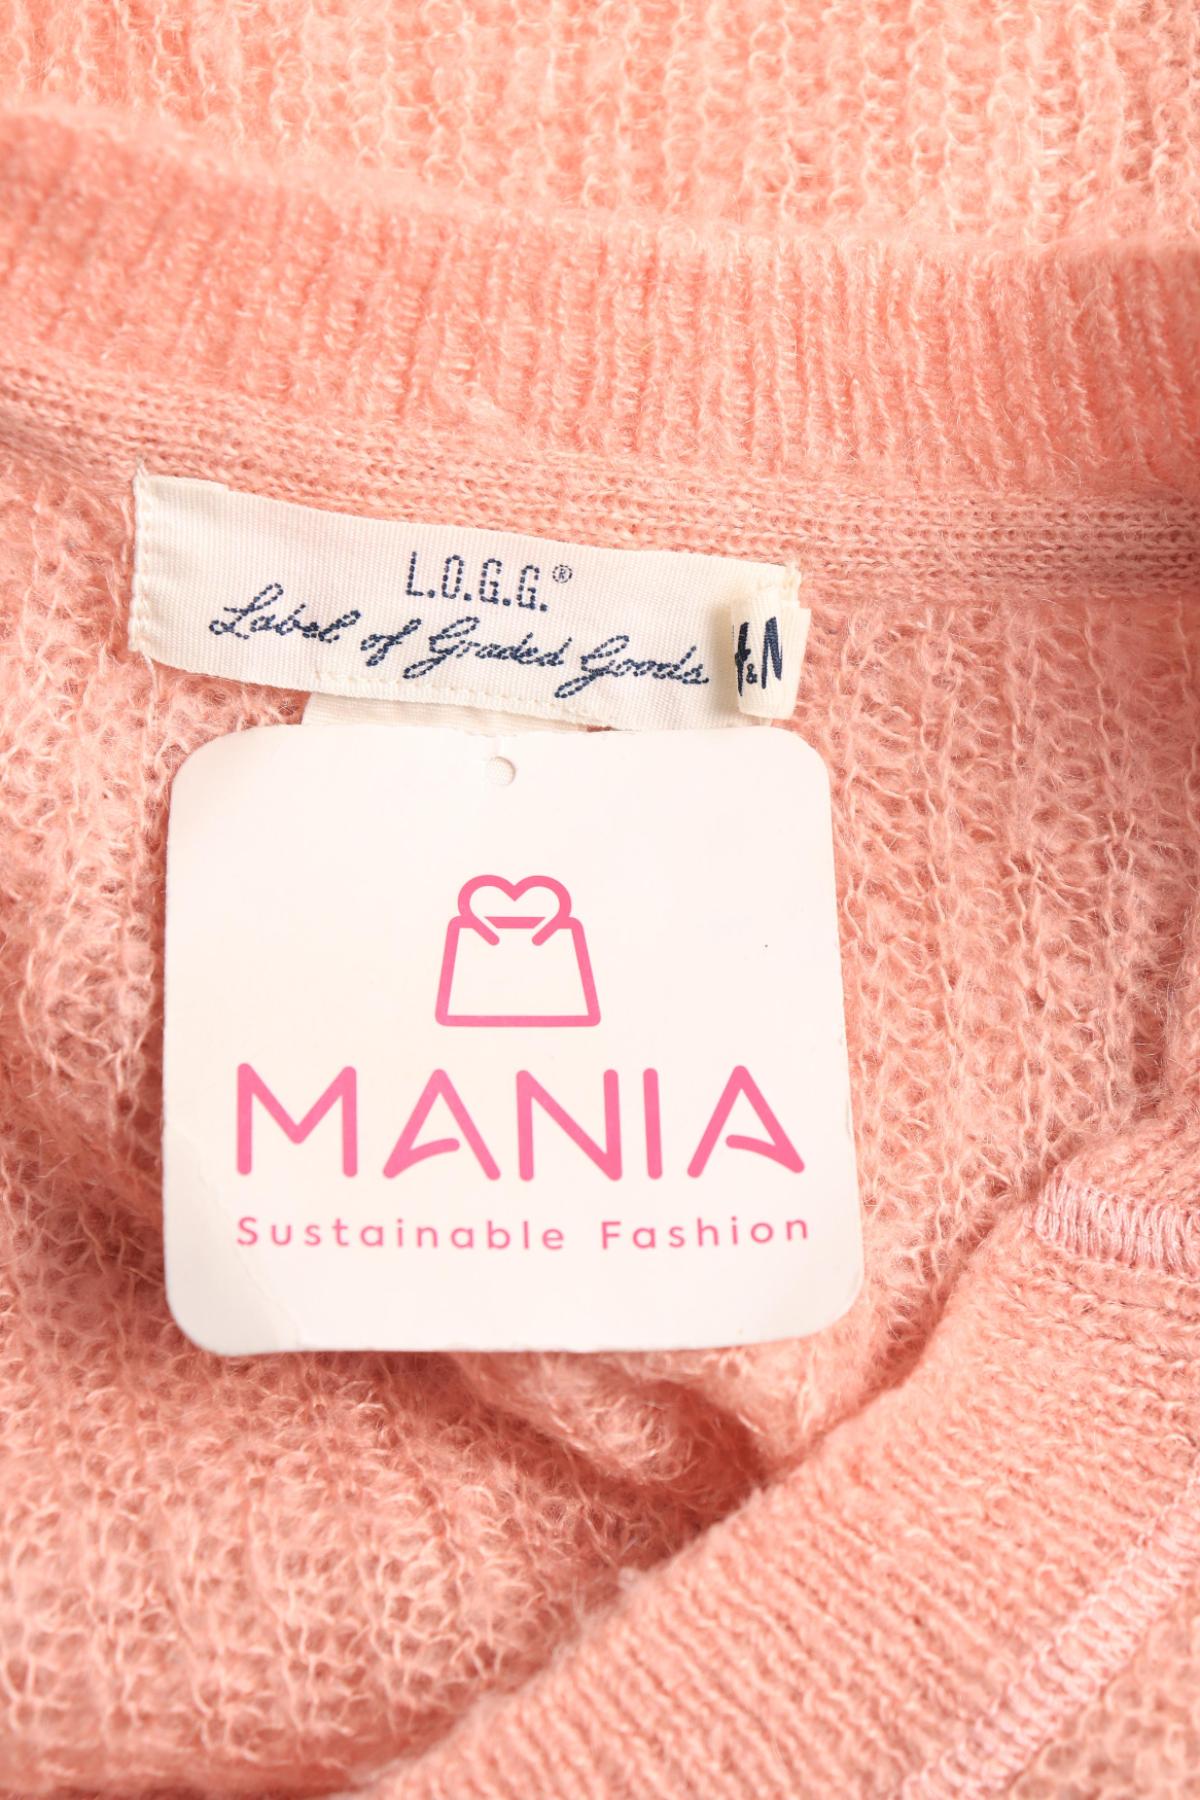 L.O.G.G.®
Label of Graded Goods
&
MANIA
Sustainable Fashion